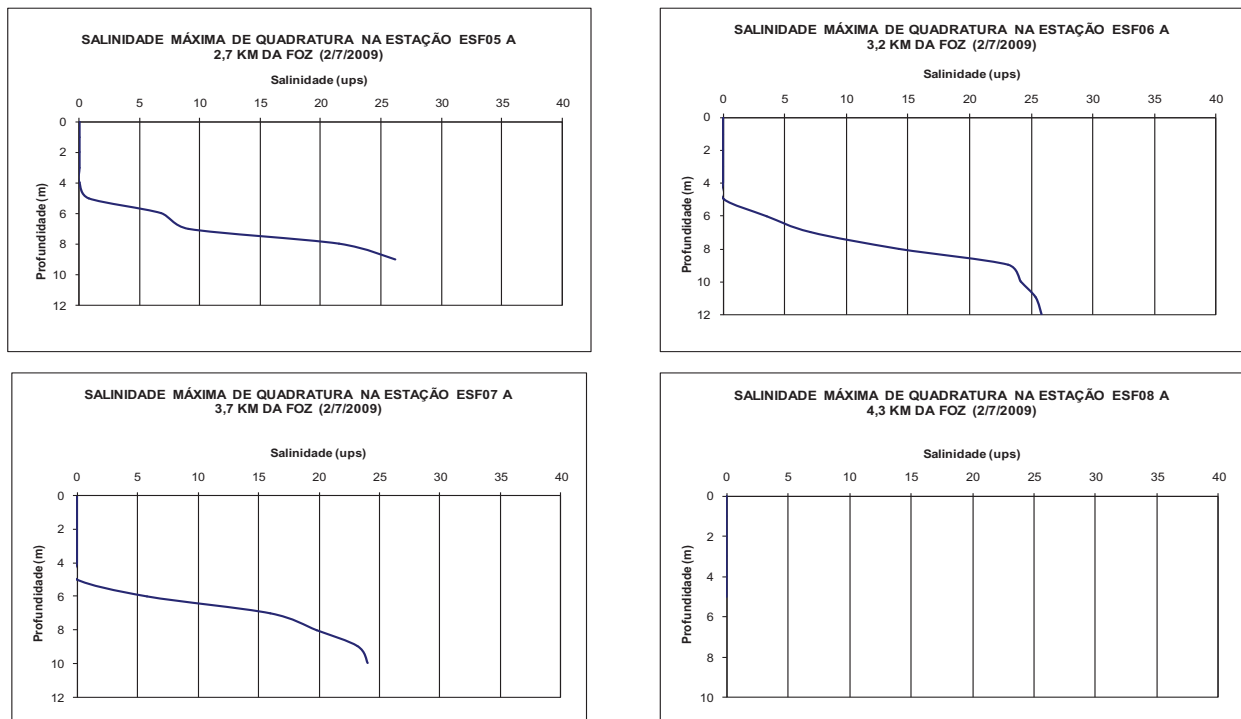 SALINIDADE MÁXIMA DE QUADRATURA NA ESTAÇÃO ESF05 A
2,7 KM DA FOZ (2/7/2009)
Salinidade (ups)
0 5 10 15 20 25 30 35 40
Profundidade (m)
0
2
4
6
8
10
12
SALINIDADE MÁXIMA DE QUADRATURA NA ESTAÇÃO ESF06 A
3,2 KM DA FOZ (2/7/2009)
Salinidade (ups)
0 5 10 15 20 25 30 35 40
Profundidade (m)
0
2
4
6
8
10
12
SALINIDADE MÁXIMA DE QUADRATURA NA ESTAÇÃO ESF07 A
3,7 KM DA FOZ (2/7/2009)
Salinidade (ups)
0 5 10 15 20 25 30 35 40
Profundidade (m)
0
2
4
6
8
10
12
SALINIDADE MÁXIMA DE QUADRATURA NA ESTAÇÃO ESF08 A
4,3 KM DA FOZ (2/7/2009)
Salinidade (ups)
0 5 10 15 20 25 30 35 40
Profundidade (m)
0
2
4
6
8
10